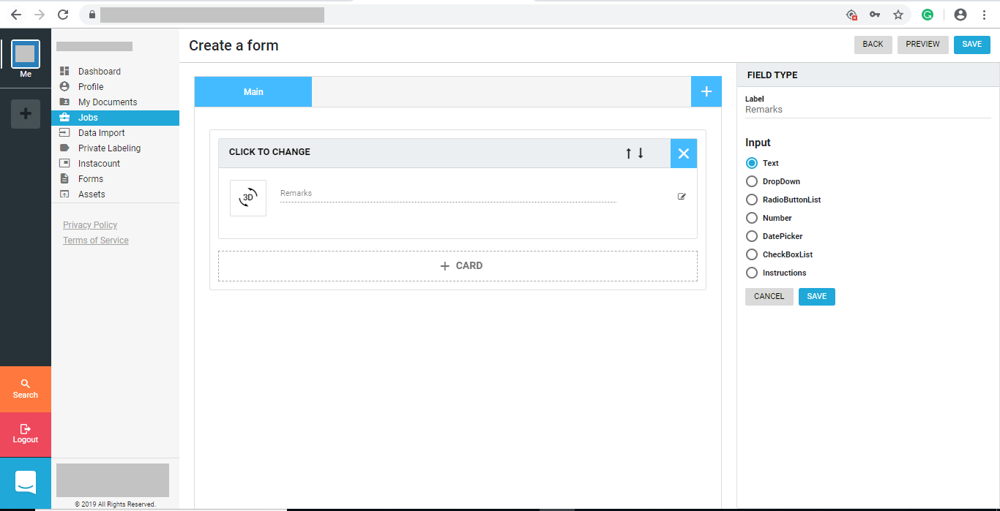 Create a form
BACK
PREVIEW
SAVE
Me
Dashboard
Profile
My Documents
Jobs
Data Import
Private Labeling
Instacount
Forms
Assets
Privacy Policy
Terms of Service
Search
Logout
© 2019 All Rights Reserved.
Main
CLICK TO CHANGE
3D
Remarks
CARD
FIELD TYPE
Label
Remarks
Input
Text
DropDown
RadioButtonList
Number
DatePicker
CheckBoxList
Instructions
CANCEL
SAVE